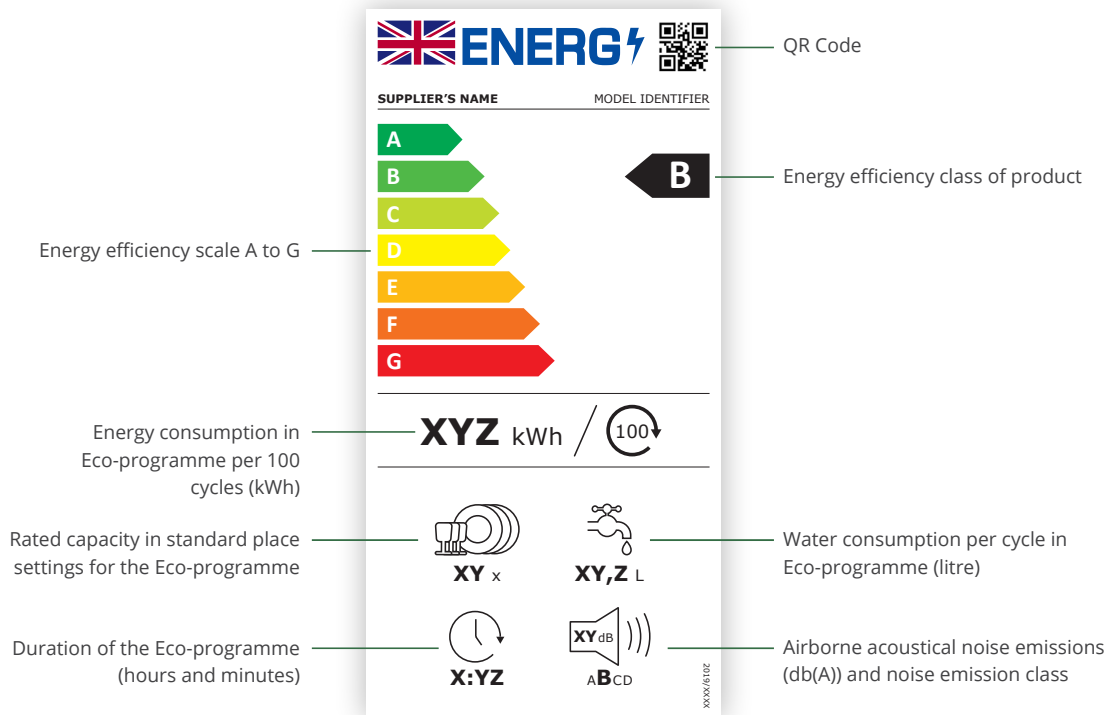 ENERG
QR Code
SUPPLIER'S NAME MODEL IDENTIFIER
A
B
B
Energy efficiency class of product
C
Energy efficiency scale A to G
D
E
F
G
Energy consumption in
Eco-programme per 100
cycles (kWh)
XYZ kWh / 100
Rated capacity in standard place
settings for the Eco-programme
XY x
XY,Z L
Water consumption per cycle in
Eco-programme (litre)
Duration of the Eco-programme
(hours and minutes)
X:YZ
XY dB
ABCD
Airborne acoustical noise emissions
(db(A)) and noise emission class
2019/XXXX